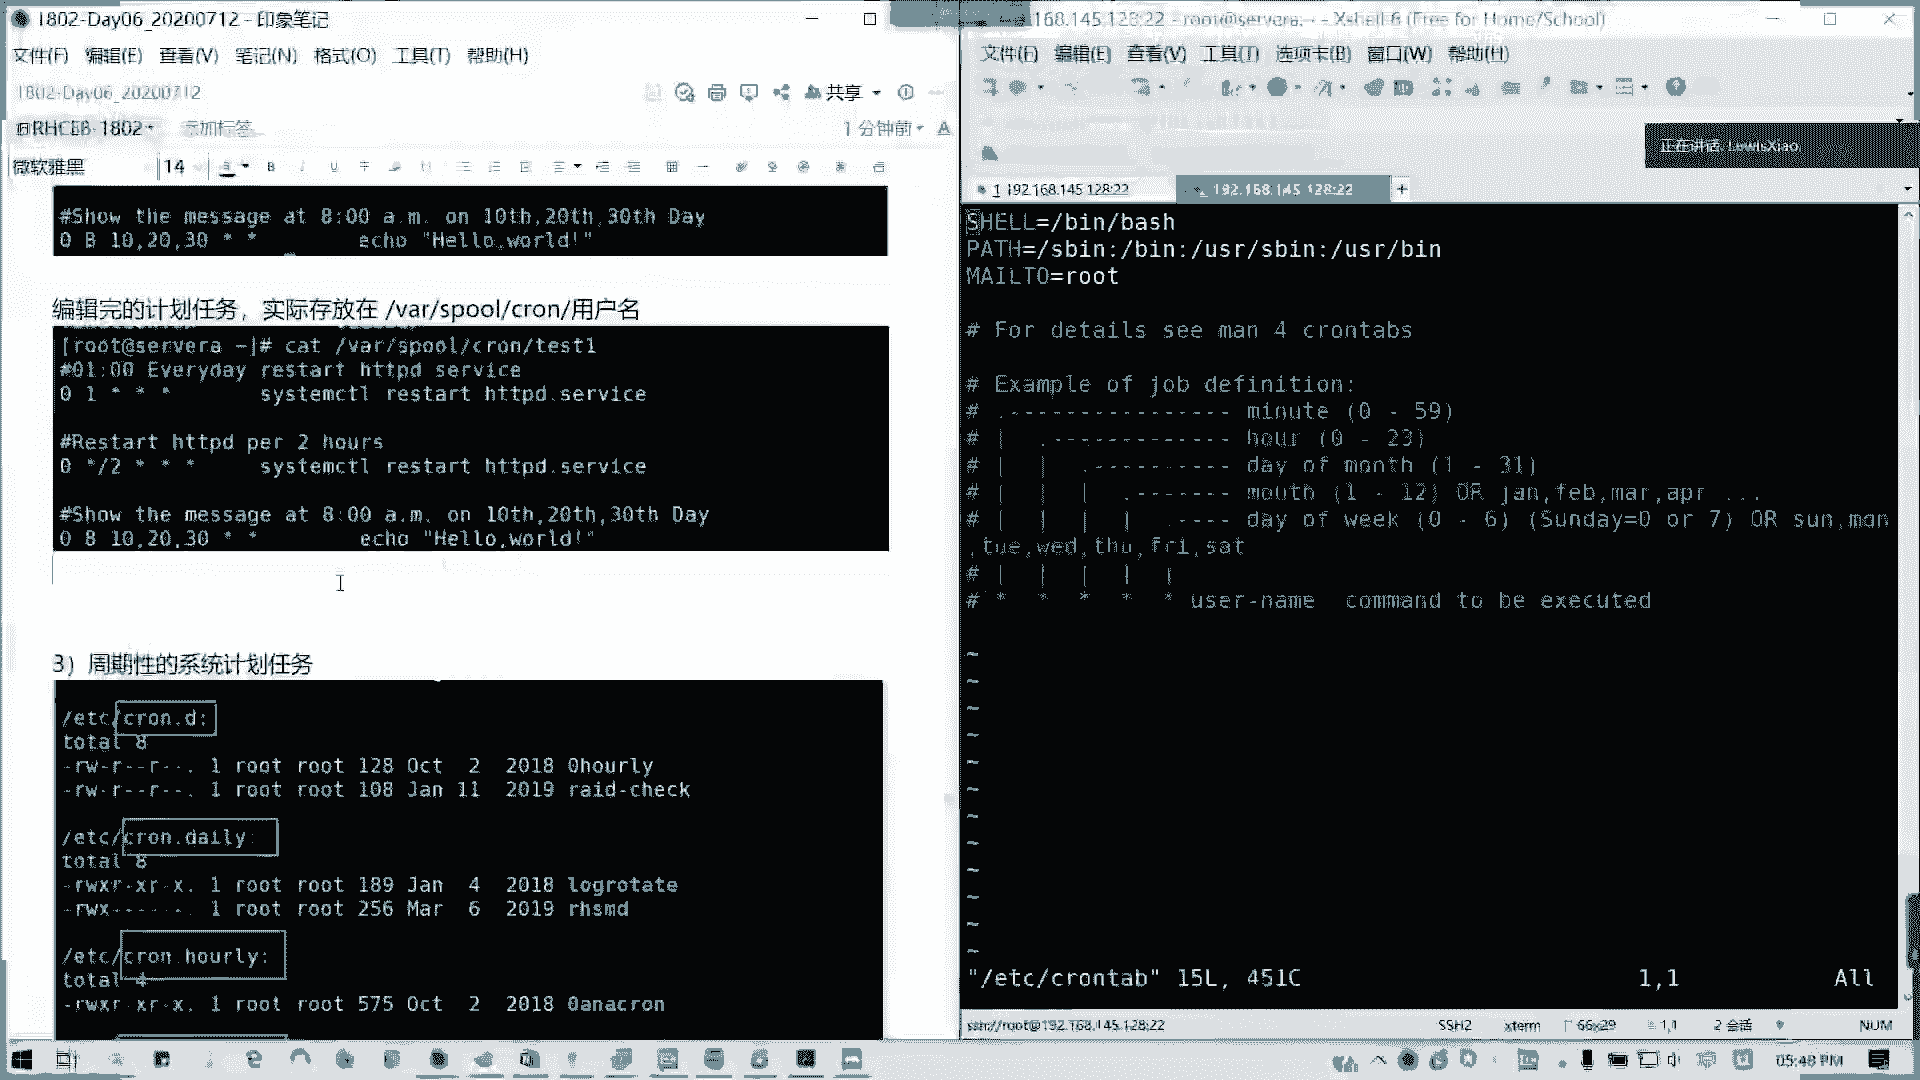 1802-Day06_20200712 - 印象笔记
文件(F) 编辑(E) 查看(V) 笔记(N) 格式(O) 工具(T) 帮助(H)
1802-Day06_20200712
共享
RHCE8-1802
添加标签
1 分钟前
微软雅黑 14
#Show the message at 8:00 a.m. on 10th,20th,30th Day
0 8 10,20,30 * * echo "Hello,world!"
编辑完的计划任务，实际存放在 /var/spool/cron/用户名
[root@servera ~]# cat /var/spool/cron/test1
#01:00 Everyday restart httpd service
0 1 * * * systemctl restart httpd.service
#Restart httpd per 2 hours
0 */2 * * * systemctl restart httpd.service
#Show the message at 8:00 a.m. on 10th,20th,30th Day
0 8 10,20,30 * * echo "Hello,world!"
3）周期性的系统计划任务
/etc/cron.d:
total 8
-rw-r--r--. 1 root root 128 Oct 2 2018 0hourly
-rw-r--r--. 1 root root 108 Jan 11 2019 raid-check
/etc/cron.daily:
total 8
-rwxr-xr-x. 1 root root 189 Jan 4 2018 logrotate
-rwx------. 1 root root 256 Mar 6 2019 rhsmd
/etc/cron.hourly:
total 4
-rwxr-xr-x. 1 root root 575 Oct 2 2018 0anacron
168.145.128:22 - root@servera:~ - Xshell 6 (Free for Home/School)
文件(F) 编辑(E) 查看(V) 工具(T) 选项卡(B) 窗口(W) 帮助(H)
正在讲话: LewisXiao
1 192.168.145.128:22
192.168.145.128:22
SHELL=/bin/bash
PATH=/sbin:/bin:/usr/sbin:/usr/bin
MAILTO=root
# For details see man 4 crontabs
# Example of job definition:
# .---------------- minute (0 - 59)
# | .------------- hour (0 - 23)
# | | .---------- day of month (1 - 31)
# | | | .------- month (1 - 12) OR jan,feb,mar,apr ...
# | | | | .---- day of week (0 - 6) (Sunday=0 or 7) OR sun,mon
,tue,wed,thu,fri,sat
# | | | | |
# * * * * * user-name command to be executed
~
~
~
~
~
~
~
~
~
~
~
~
"/etc/crontab" 15L, 451C 1,1 All
ssh://root@192.168.145.128:22 SSH2 xterm 66x29 1,1 2 会话 NUM
05:48 PM